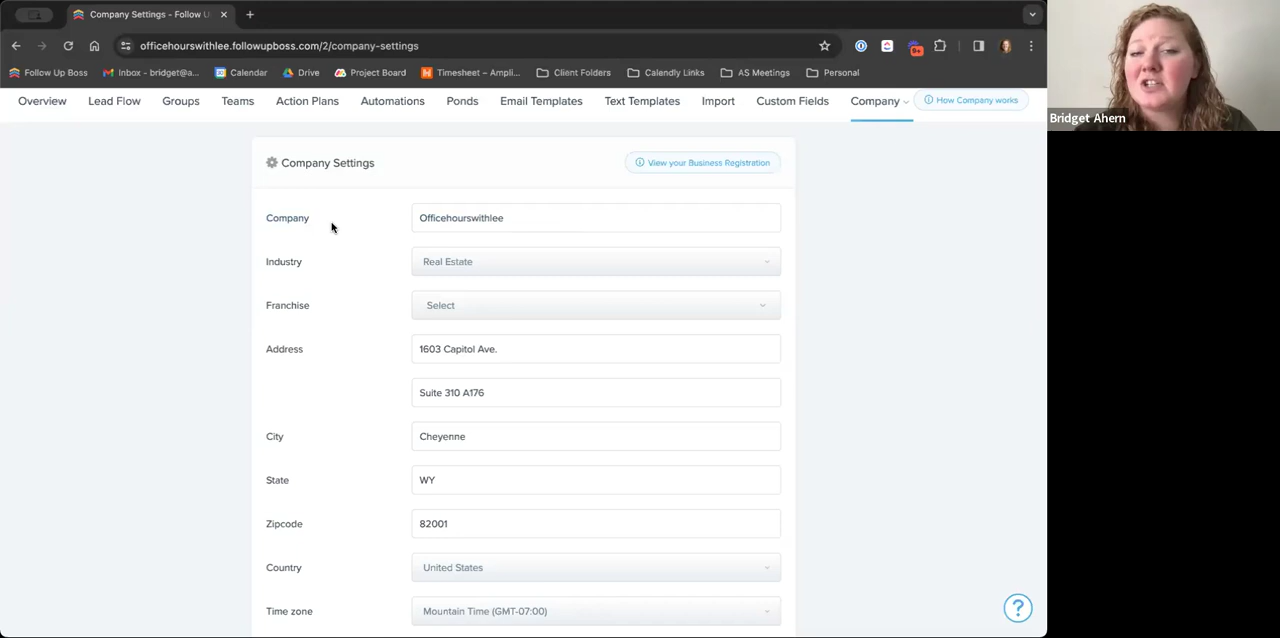 Company Settings - Follow U
officehourswithlee.followupboss.com/2/company-settings
9+
Follow Up Boss
Inbox - bridget@a...
Calendar
Drive
Project Board
Timesheet – Ampli...
Client Folders
Calendly Links
AS Meetings
Personal
Overview
Lead Flow
Groups
Teams
Action Plans
Automations
Ponds
Email Templates
Text Templates
Import
Custom Fields
Company
How Company works
Bridget Ahern
Company Settings
View your Business Registration
Company
Officehourswithlee
Industry
Real Estate
Franchise
Select
Address
1603 Capitol Ave.
Suite 310 A176
City
Cheyenne
State
WY
Zipcode
82001
Country
United States
Time zone
Mountain Time (GMT-07:00)
?